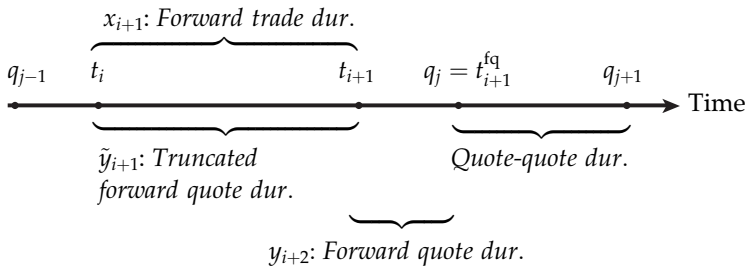 x_{i+1}: Forward trade dur.
q_{j−1} t_i t_{i+1} q_j = t_{i+1}^{fq} q_{j+1}
Time
ỹ_{i+1}: Truncated forward quote dur.
Quote-quote dur.
y_{i+2}: Forward quote dur.